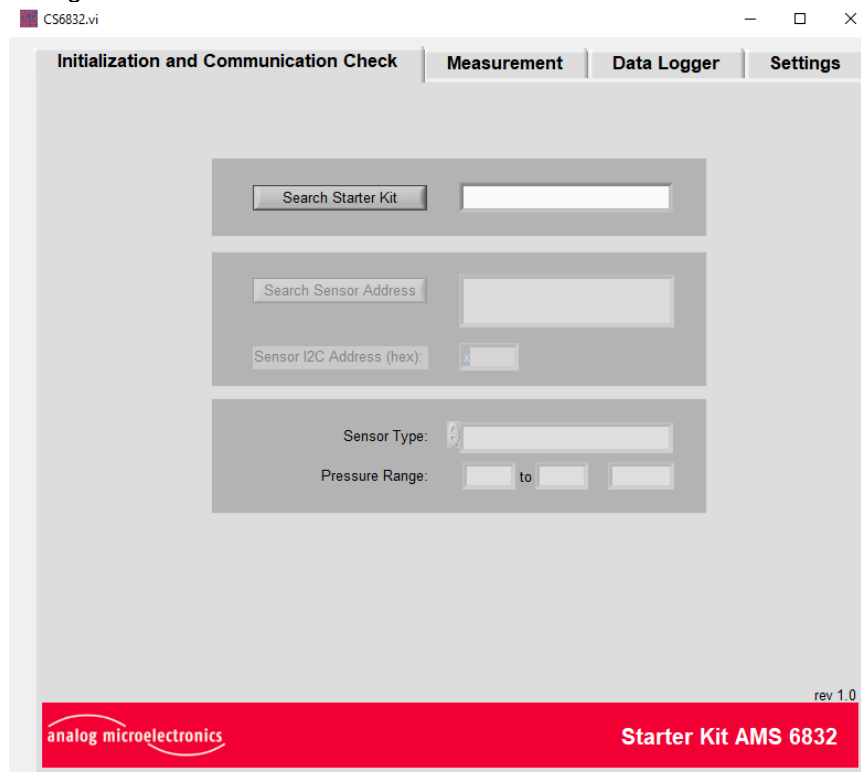 CS6832.vi
Initialization and Communication Check
Measurement
Data Logger
Settings
Search Starter Kit
Search Sensor Address
Sensor I2C Address (hex):
x
Sensor Type:
Pressure Range:
to
rev 1.0
analog microelectronics
Starter Kit AMS 6832